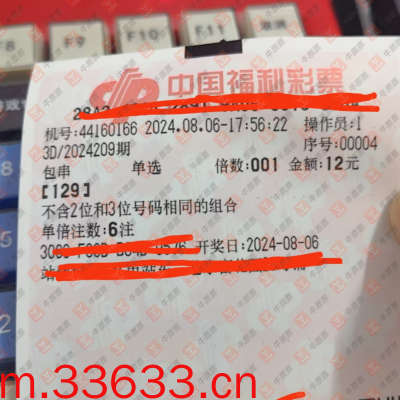 F9
F10
F11
中国福利彩票
机号:44160166 2024.08.06-17:56:22 操作员:1
3D/2024209期 序号:00004
包串 单选 倍数:001 金额:12元
[129]
不含2位和3位号码相同的组合
单倍注数:6注
开奖日:2024-08-06
m.33633.cn